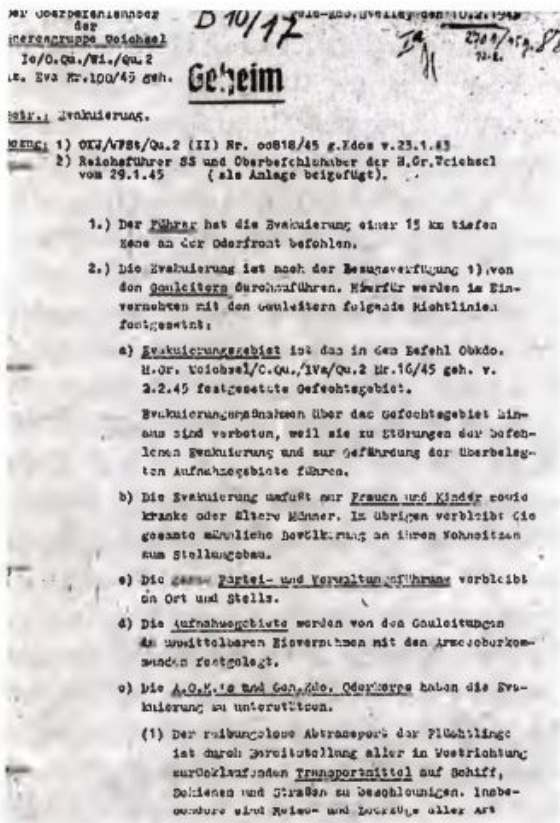 der
Ia/O.Qu./Wi./Qu.2
Eva Nr.100/45 geh.
D 10/17
Geheim
Ia
Evakuierung.
1) OKW/WFSt/Qu.2 (II) Nr. 00818/45 g.Kdos v.23.1.45
2) Reichsführer SS und Oberbefehlshaber der H.Gr.Weichsel
vom 29.1.45 (als Anlage beigefügt).
1.) Der Führer hat die Evakuierung einer 15 km tiefen
Zone an der Oderfront befohlen.
2.) Die Evakuierung ist nach der Bezugsverfügung 1) von
den Gauleitern durchzuführen. Hierfür werden im Ein-
vernehmen mit den Gauleitern folgende Richtlinien
festgesetzt:
a) Evakuierungsgebiet ist das in dem Befehl Obkdo.
H.Gr. Weichsel/O.Qu./IVa/Qu.2 Nr.16/45 geh. v.
2.2.45 festgesetzte Gefechtsgebiet.
Evakuierungsmaßnahmen über das Gefechtsgebiet hin-
aus sind verboten, weil sie zu Störungen der befoh-
lenen Evakuierung und zur Gefährdung der überbeleg-
ten Aufnahmegebiete führen.
b) Die Evakuierung umfaßt nur Frauen und Kinder sowie
kranke oder ältere Männer. Im übrigen verbleibt die
gesamte männliche Bevölkerung an ihren Wohnsitzen
zum Stellungsbau.
c) Die Partei- und Verwaltungsführung verbleibt
an Ort und Stelle.
d) Die Aufnahmegebiete werden von den Gauleitungen
in unmittelbaren Einvernehmen mit den Armeeoberkom-
manden festgelegt.
e) Die A.O.K.'s und Gen.Kdo. Oderkorps haben die Eva-
kuierung zu unterstützen.
(1) Der reibungslose Abtransport der Flüchtlinge
ist durch Bereitstellung aller in Westrichtung
zurücklaufenden Transportmittel auf Schiff,
Schienen und Straßen zu beschleunigen. Insbe-
sondere sind Reise- und Leerzüge aller Art